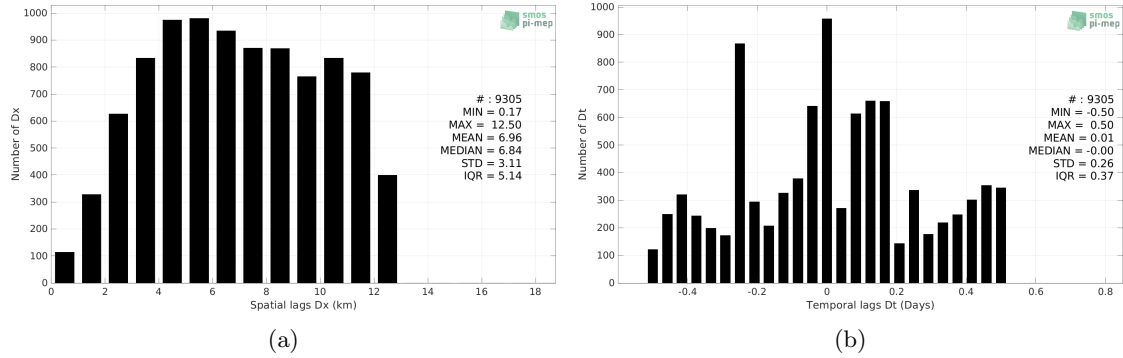 1000
900
800
700
600
500
400
300
200
100
0
Number of Dx
0 2 4 6 8 10 12 14 16 18
Spatial lags Dx (km)
smos
pi-mep
# : 9305
MIN = 0.17
MAX = 12.50
MEAN = 6.96
MEDIAN = 6.84
STD = 3.11
IQR = 5.14
(a)
1000
900
800
700
600
500
400
300
200
100
0
Number of Dt
-0.4 -0.2 0 0.2 0.4 0.6 0.8
Temporal lags Dt (Days)
smos
pi-mep
# : 9305
MIN = -0.50
MAX = 0.50
MEAN = 0.01
MEDIAN = -0.00
STD = 0.26
IQR = 0.37
(b)